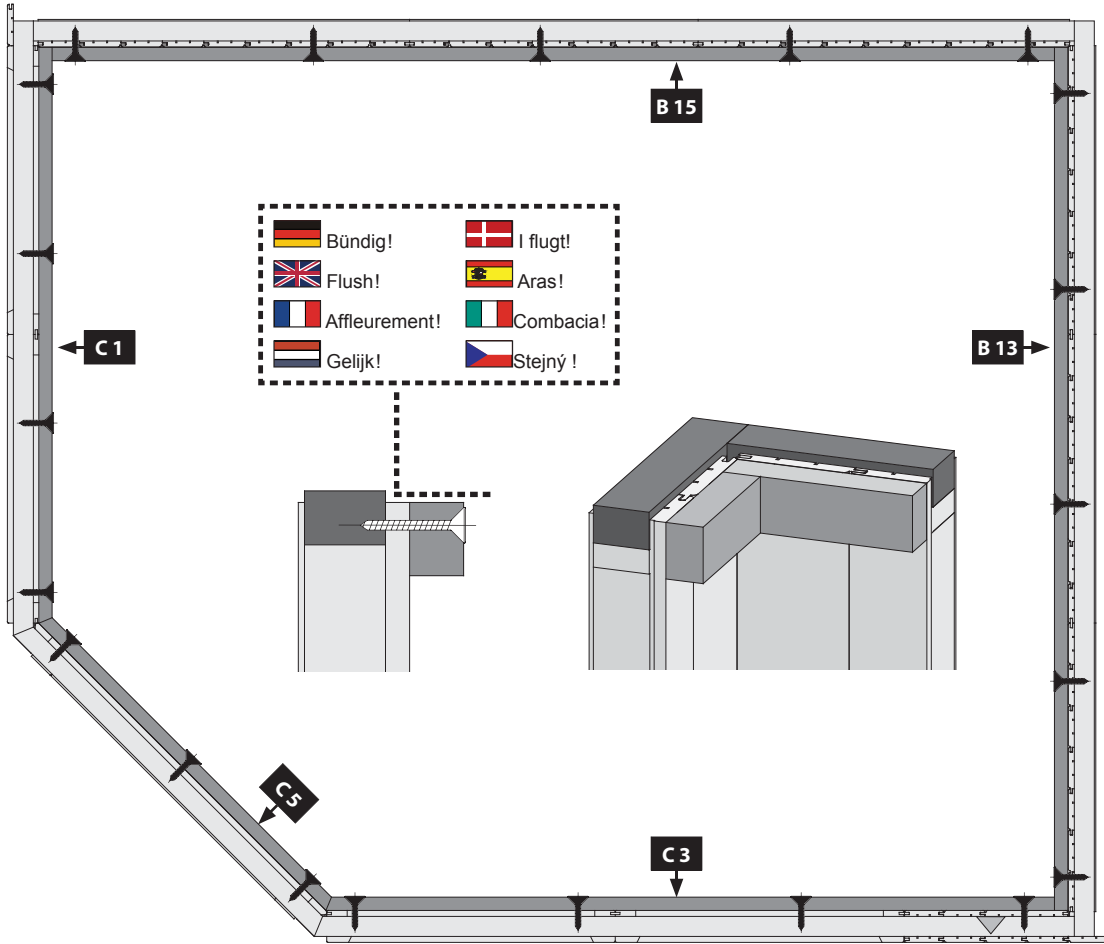 B 15
Bündig!
I flugt!
Flush!
Aras!
Affleurement!
Combacia!
Gelijk!
Stejný !
C 1
B 13
C 5
C 3